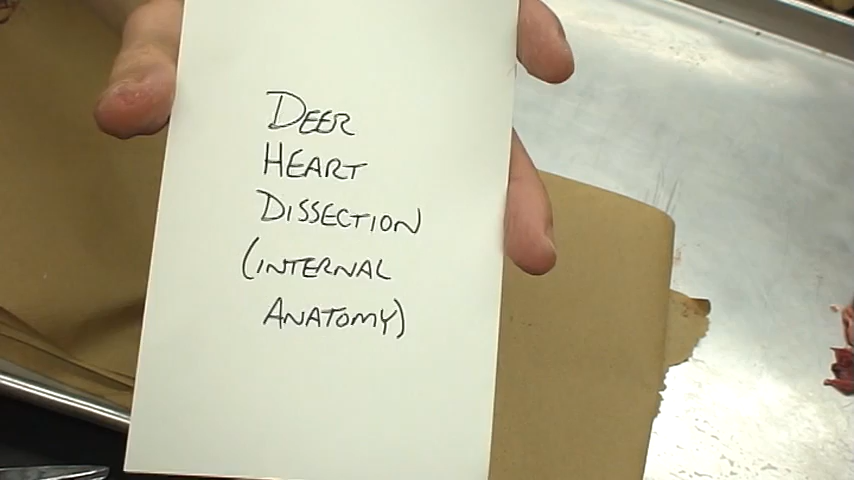 DEER
HEART
DISSECTION
(INTERNAL
ANATOMY)